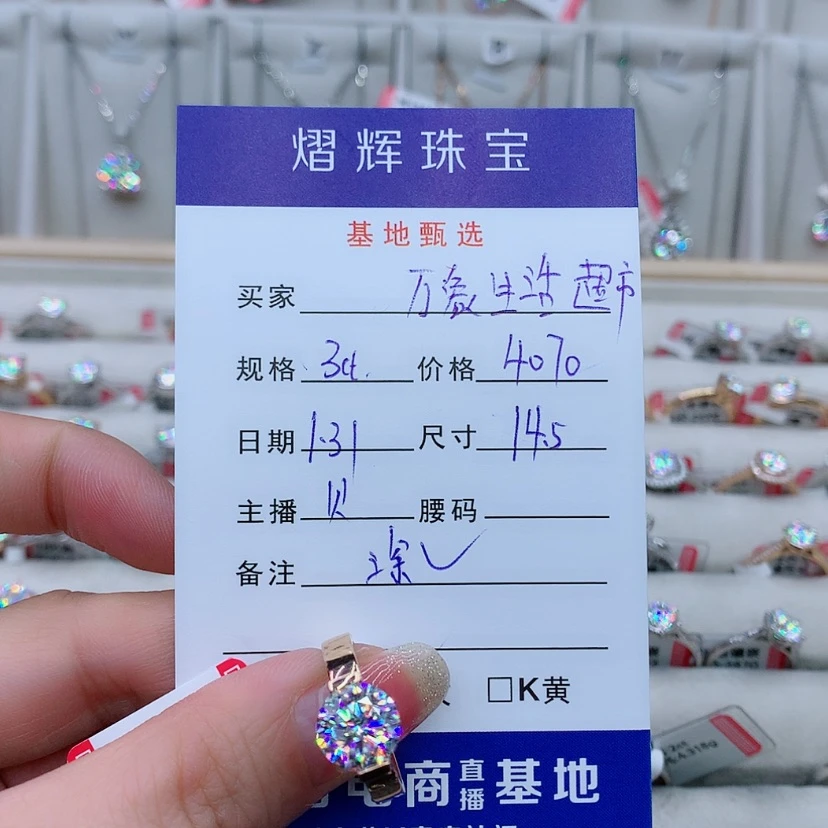 熠辉珠宝
基地甄选
买家 万象生活超市
规格 3ct. 价格 4070
日期 1.31 尺寸 14.5
主播 贝 腰码
备注
□K黄
电商直播基地